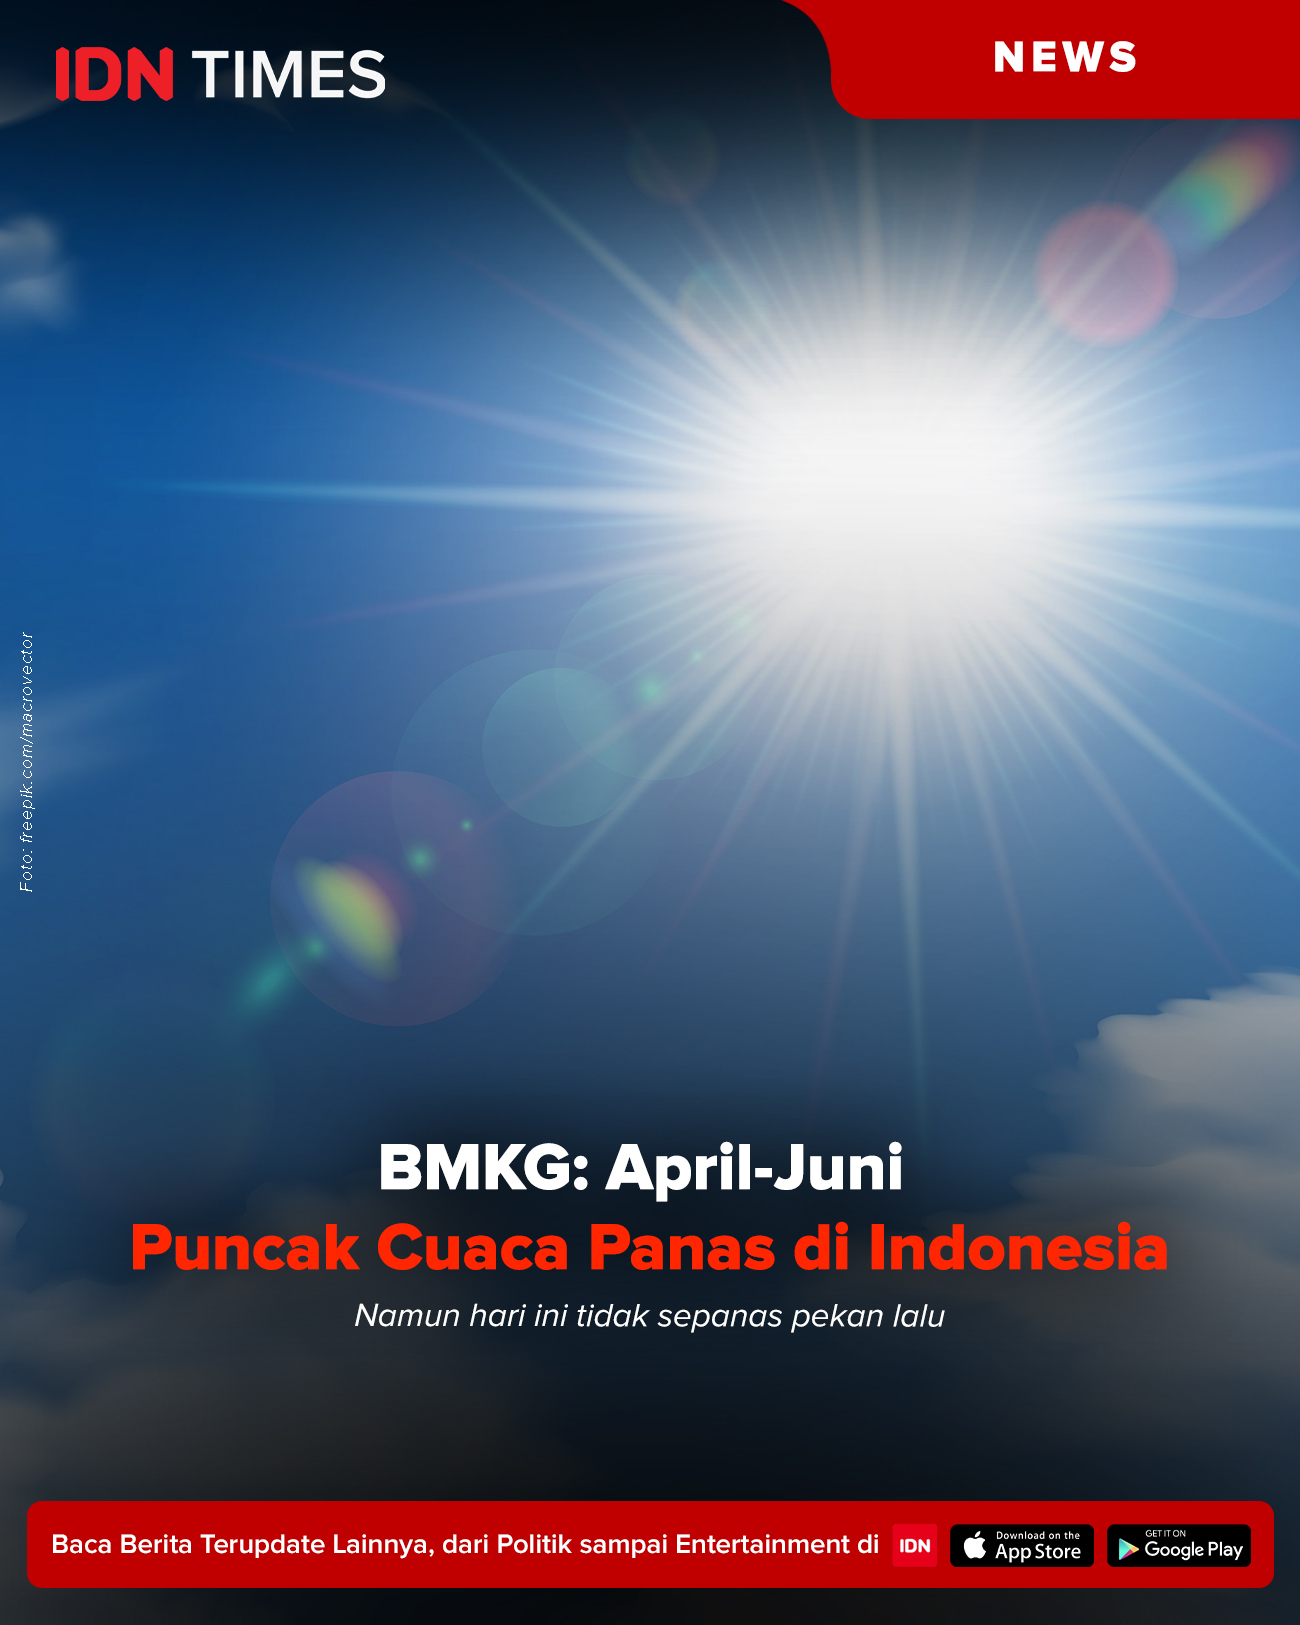 IDN TIMES
NEWS
Foto: freepik.com/macrovector
BMKG: April-Juni
Puncak Cuaca Panas di Indonesia
Namun hari ini tidak sepanas pekan lalu
Baca Berita Terupdate Lainnya, dari Politik sampai Entertainment di
IDN
Download on the
App Store
GET IT ON
Google Play